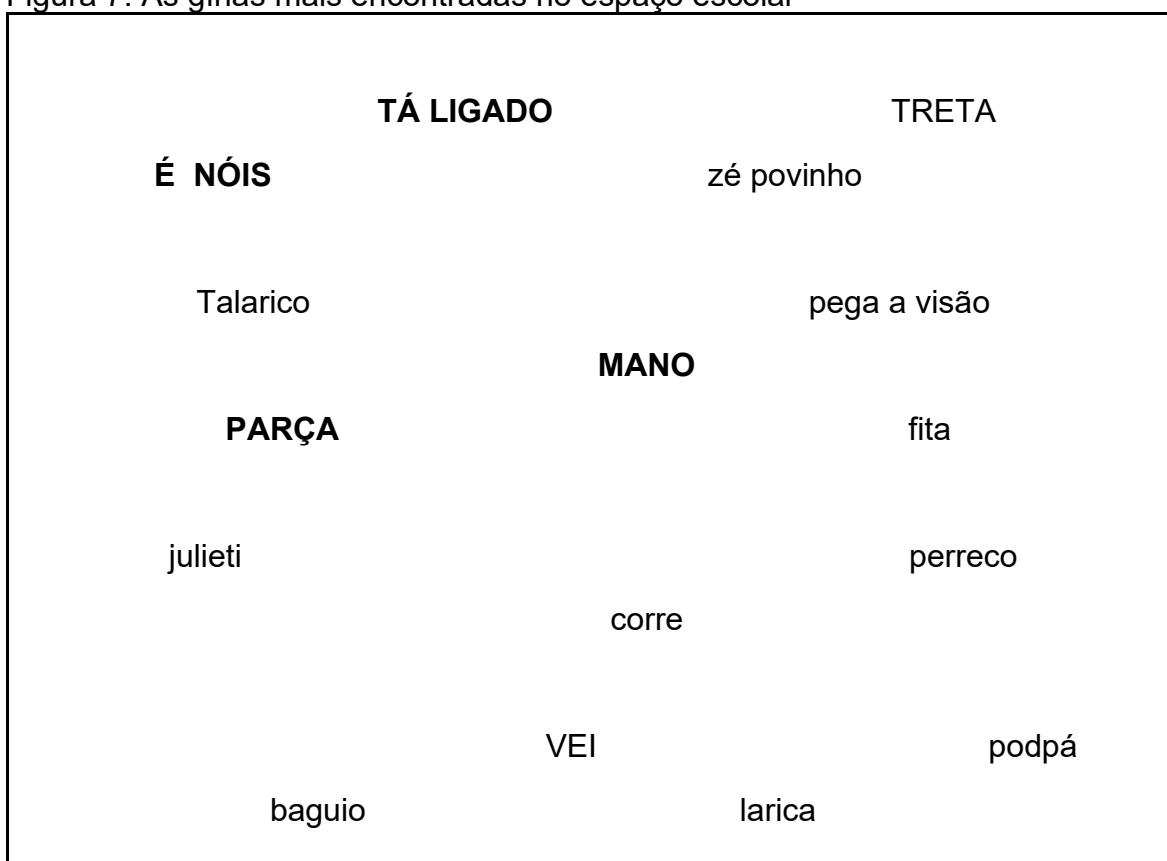 Figura 7: As gírias mais encontradas no espaço escolar
TÁ LIGADO TRETA
É NÓIS zé povinho
Talarico pega a visão
MANO
PARÇA fita
julieti perreco
corre
VEI podpá
baguio larica